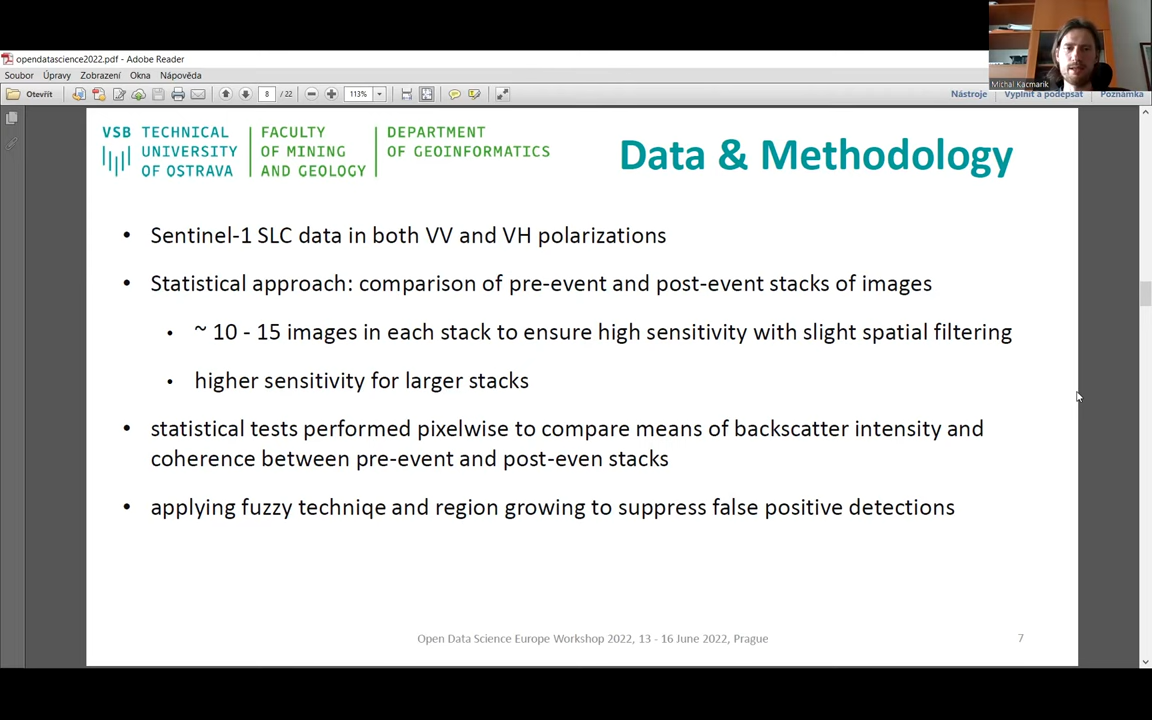 opendatascience2022.pdf - Adobe Reader
Soubor Úpravy Zobrazení Okna Nápověda
Otevřít 8 / 22 113% Nástroje Vyplnit a podepsat Poznámka
Michal Kacmarik
VSB TECHNICAL UNIVERSITY OF OSTRAVA
FACULTY OF MINING AND GEOLOGY
DEPARTMENT OF GEOINFORMATICS
Data & Methodology
• Sentinel-1 SLC data in both VV and VH polarizations
• Statistical approach: comparison of pre-event and post-event stacks of images
• ~ 10 - 15 images in each stack to ensure high sensitivity with slight spatial filtering
• higher sensitivity for larger stacks
• statistical tests performed pixelwise to compare means of backscatter intensity and
coherence between pre-event and post-even stacks
• applying fuzzy techniqe and region growing to suppress false positive detections
Open Data Science Europe Workshop 2022, 13 - 16 June 2022, Prague
7